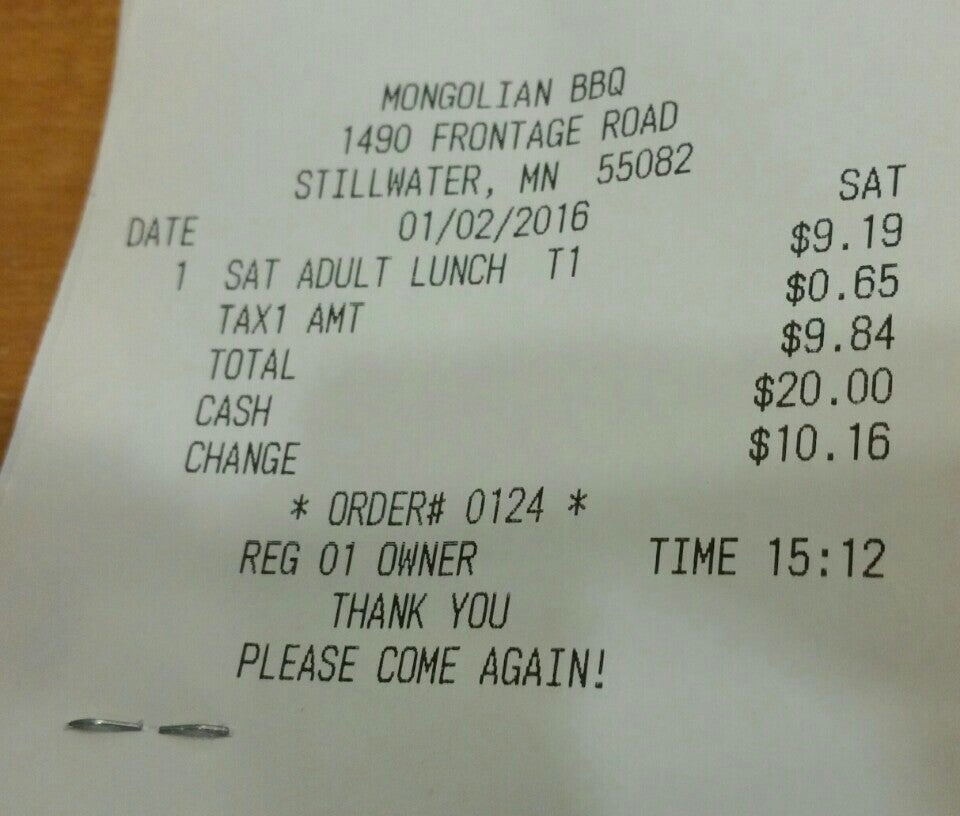 MONGOLIAN BBQ
1490 FRONTAGE ROAD
STILLWATER, MN 55082
DATE 01/02/2016 SAT
1 SAT ADULT LUNCH T1 $9.19
TAX1 AMT $0.65
TOTAL $9.84
CASH $20.00
CHANGE $10.16
* ORDER# 0124 *
REG 01 OWNER TIME 15:12
THANK YOU
PLEASE COME AGAIN!